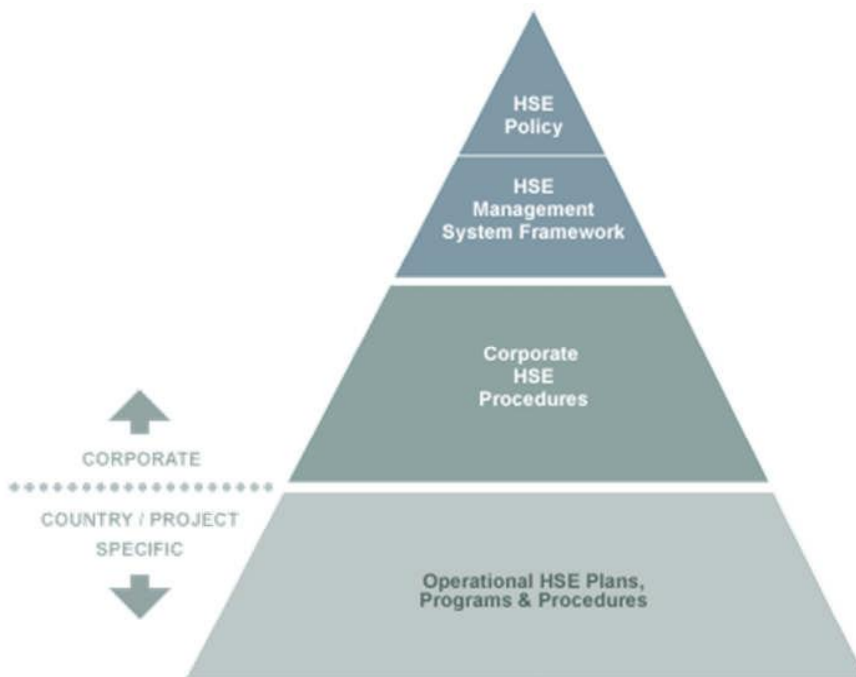 HSE
Policy
HSE
Management
System Framework
Corporate
HSE
Procedures
CORPORATE
COUNTRY / PROJECT
SPECIFIC
Operational HSE Plans,
Programs & Procedures